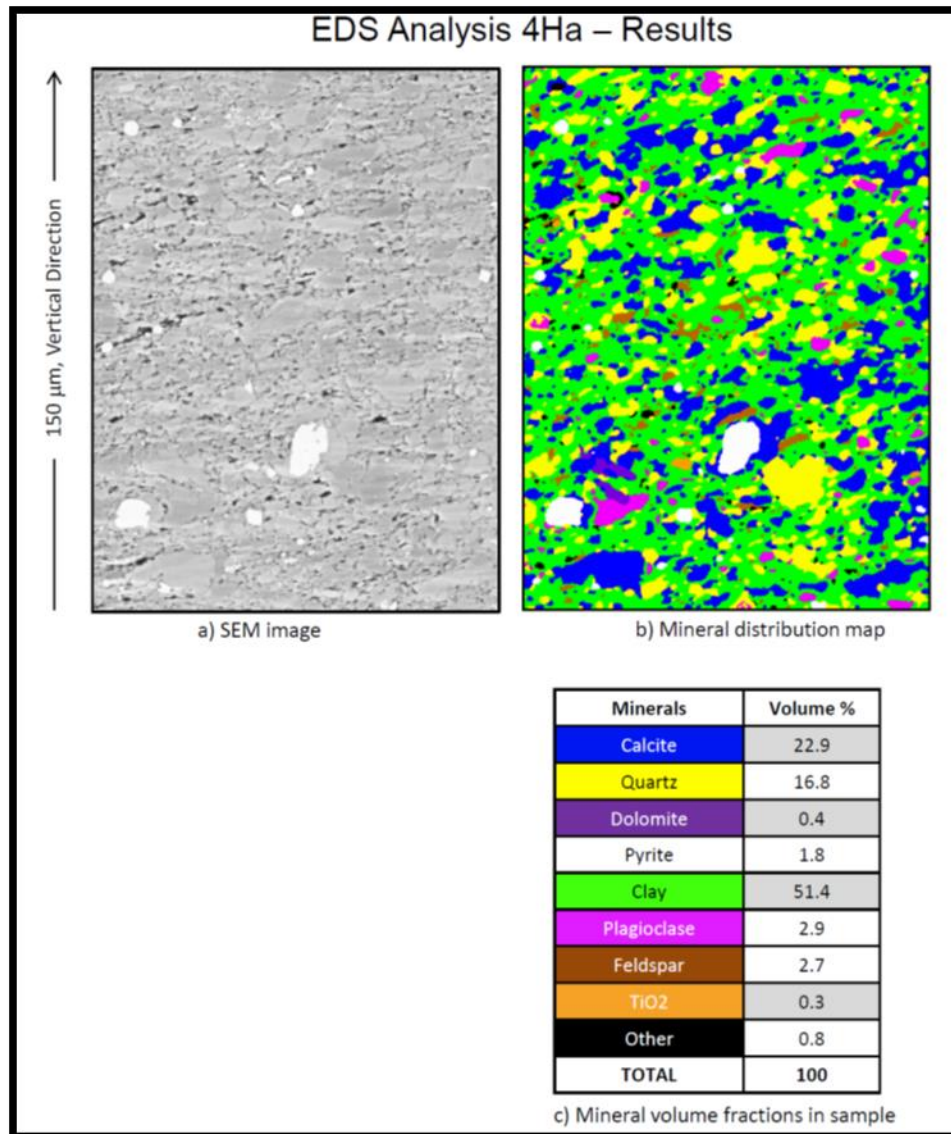 EDS Analysis 4Ha – Results
150 µm, Vertical Direction
a) SEM image
b) Mineral distribution map
Minerals Volume %
Calcite 22.9
Quartz 16.8
Dolomite 0.4
Pyrite 1.8
Clay 51.4
Plagioclase 2.9
Feldspar 2.7
TiO2 0.3
Other 0.8
TOTAL 100
c) Mineral volume fractions in sample